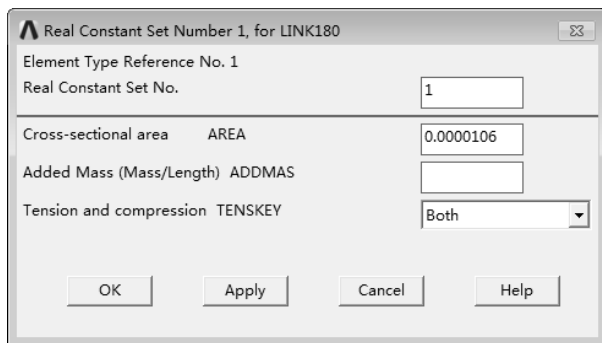 Real Constant Set Number 1, for LINK180
Element Type Reference No. 1
Real Constant Set No. 1
Cross-sectional area AREA 0.0000106
Added Mass (Mass/Length) ADDMAS
Tension and compression TENSKEY Both
OK Apply Cancel Help